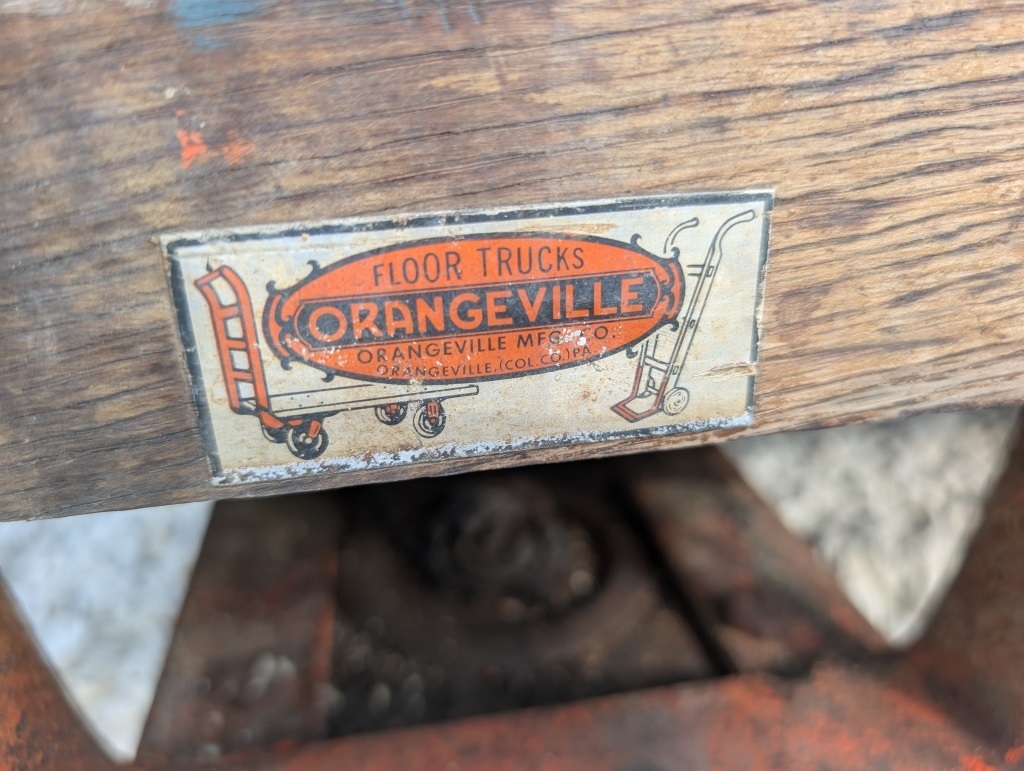 FLOOR TRUCKS
ORANGEVILLE
ORANGEVILLE MFG. CO
ORANGEVILLE, (COL. CO.) PA.